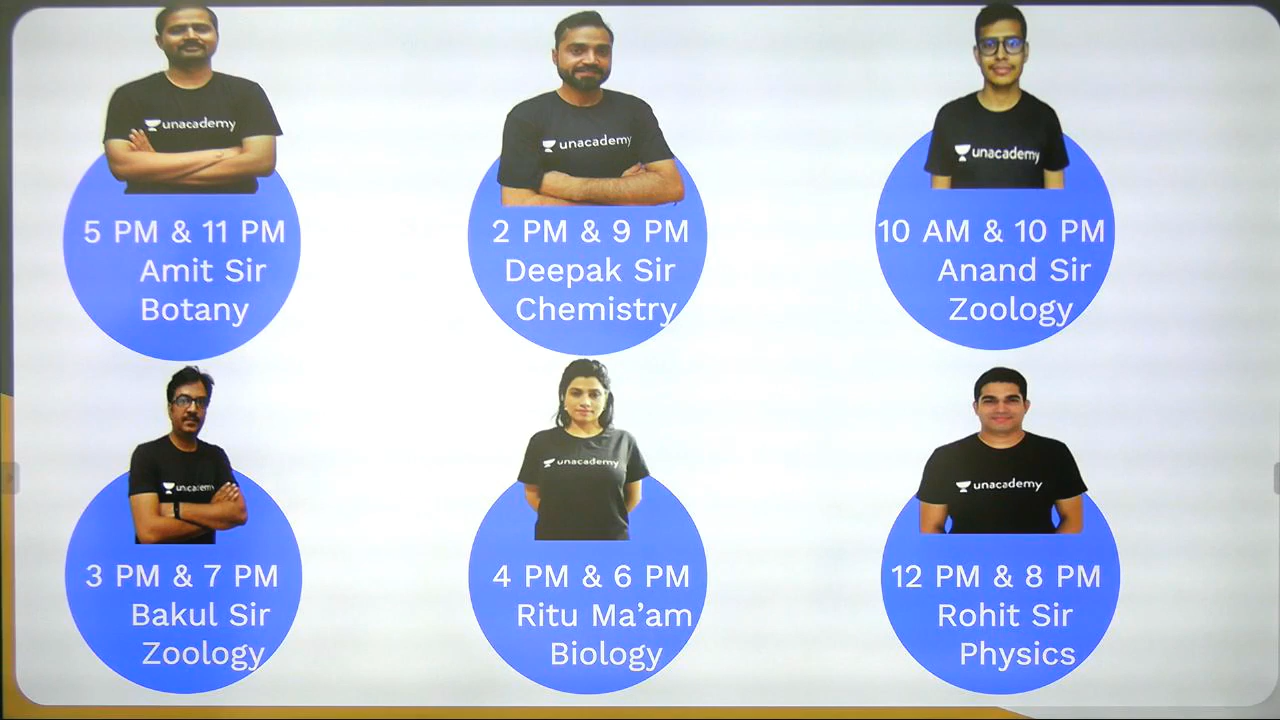 unacademy
5 PM & 11 PM
Amit Sir
Botany
unacademy
2 PM & 9 PM
Deepak Sir
Chemistry
unacademy
10 AM & 10 PM
Anand Sir
Zoology
unacademy
3 PM & 7 PM
Bakul Sir
Zoology
unacademy
4 PM & 6 PM
Ritu Ma’am
Biology
unacademy
12 PM & 8 PM
Rohit Sir
Physics